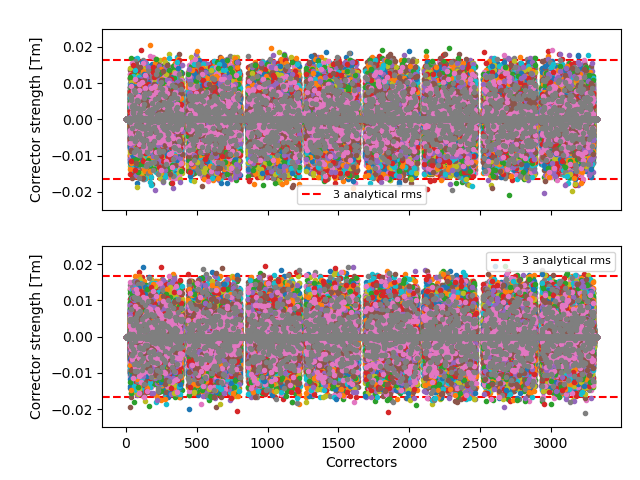 0.02
0.01
0.00
−0.01
−0.02
Corrector strength [Tm]
3 analytical rms
0.02
0.01
0.00
−0.01
−0.02
Corrector strength [Tm]
3 analytical rms
0 500 1000 1500 2000 2500 3000
Correctors